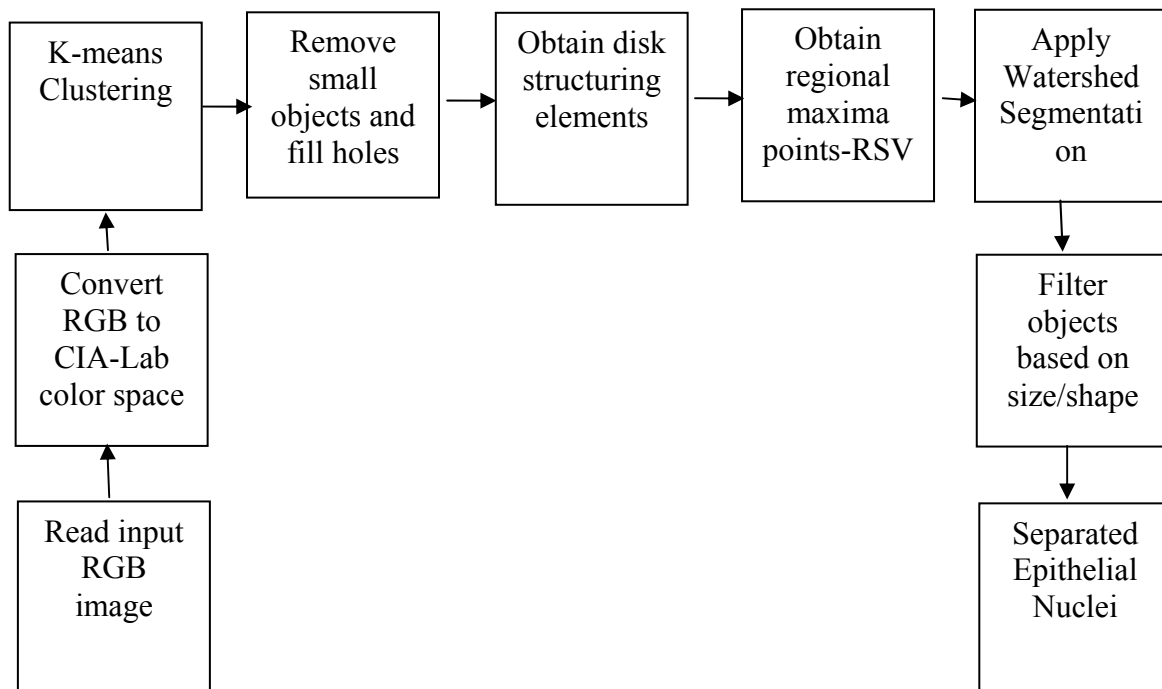 K-means
Clustering
Remove
small
objects and
fill holes
Obtain disk
structuring
elements
Obtain
regional
maxima
points-RSV
Apply
Watershed
Segmentati
on
Convert
RGB to
CIA-Lab
color space
Filter
objects
based on
size/shape
Read input
RGB
image
Separated
Epithelial
Nuclei